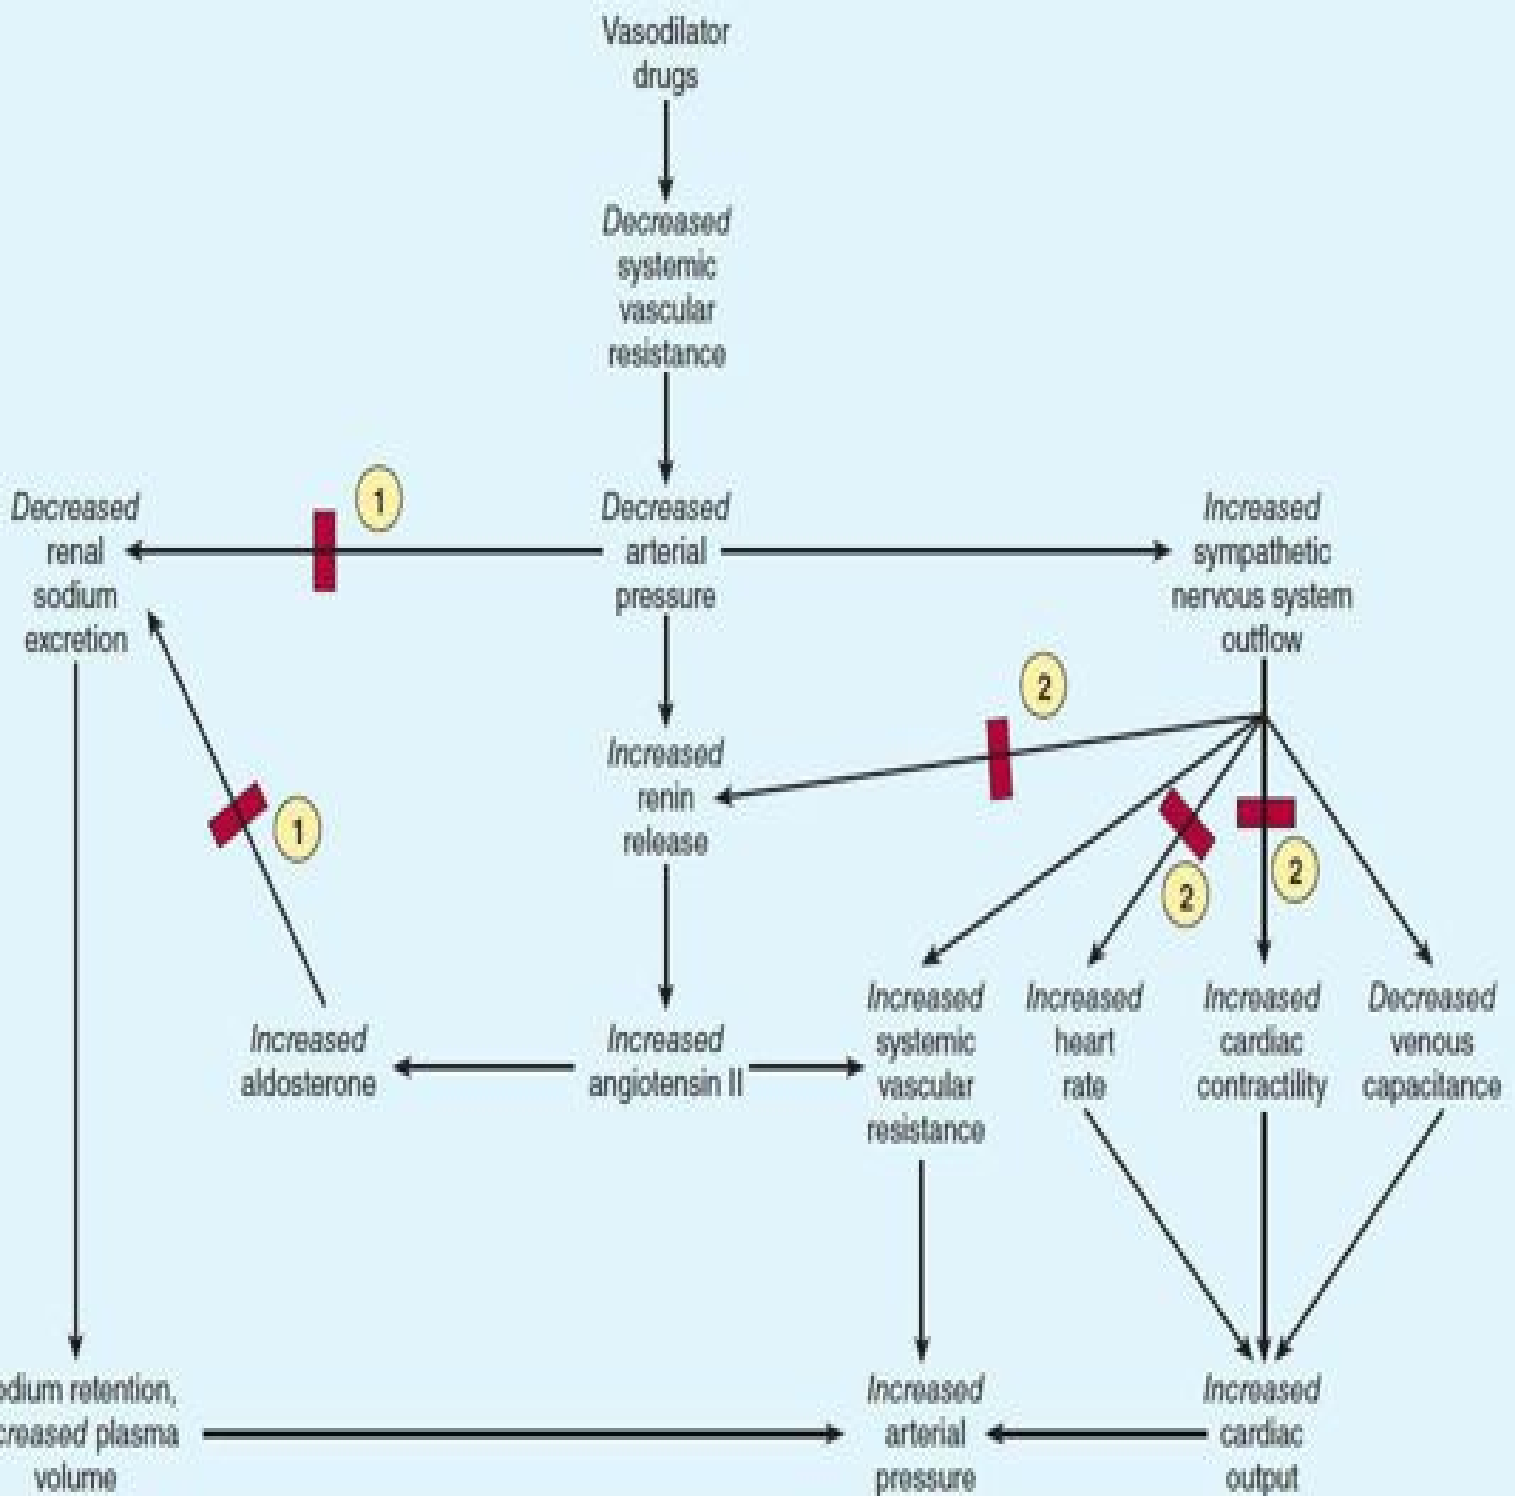 Vasodilator
drugs
Decreased
systemic
vascular
resistance
1
Decreased
renal
sodium
excretion
Decreased
arterial
pressure
Increased
sympathetic
nervous system
outflow
2
Increased
renin
release
1
2
2
Increased
aldosterone
Increased
angiotensin II
Increased
systemic
vascular
resistance
Increased
heart
rate
Increased
cardiac
contractility
Decreased
venous
capacitance
odium retention,
creased plasma
volume
Increased
arterial
pressure
Increased
cardiac
output